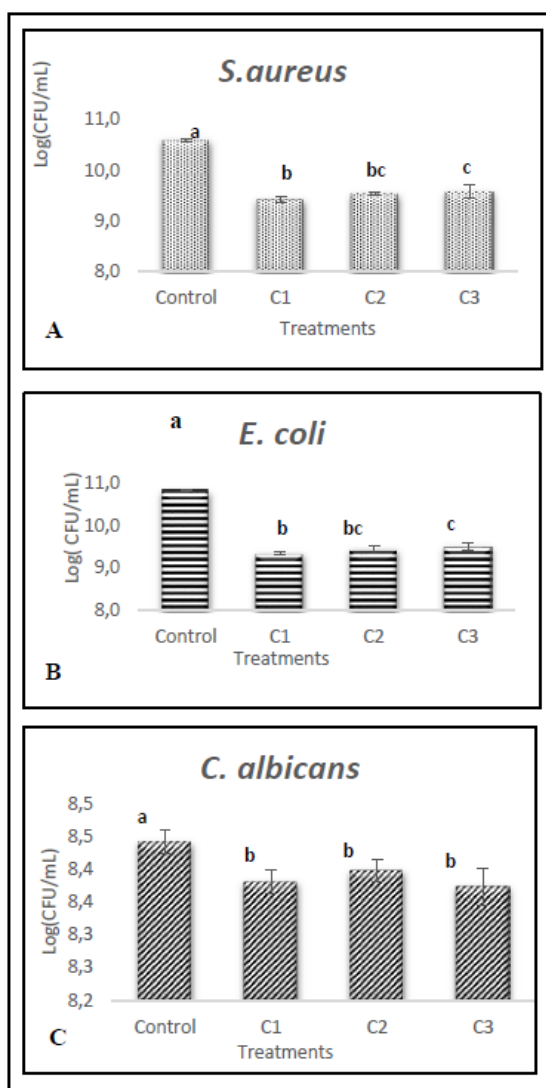 S.aureus
Log(CFU/mL)
11,0
10,0
9,0
8,0
a
b
bc
c
Control C1 C2 C3
Treatments
A
a
E. coli
Log( CFU/mL)
11,0
10,0
9,0
8,0
b
bc
c
Control C1 C2 C3
Treatments
B
C. albicans
Log(CFU/mL)
8,5
8,5
8,4
8,4
8,3
8,3
8,2
a
b
b
b
Control C1 C2 C3
Treatments
C